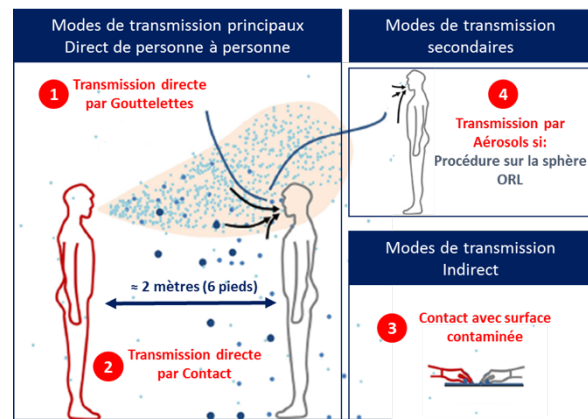 Modes de transmission principaux
Direct de personne à personne
1
Transmission directe
par Gouttelettes
≈ 2 mètres (6 pieds)
2
Transmission directe
par Contact
Modes de transmission
secondaires
4
Transmission par
Aérosols si:
Procédure sur la sphère
ORL
Modes de transmission
Indirect
3
Contact avec surface
contaminée